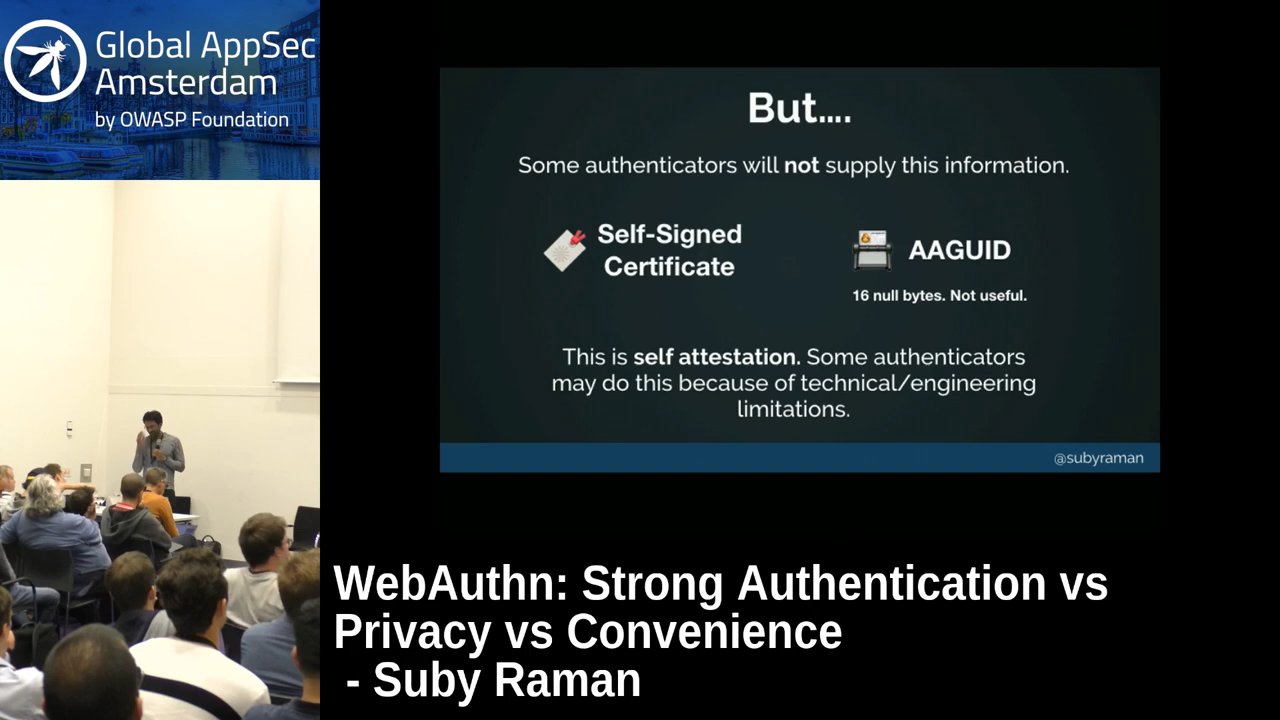 Global AppSec
Amsterdam
by OWASP Foundation
But....
Some authenticators will not supply this information.
Self-Signed
Certificate
AAGUID
16 null bytes. Not useful.
This is self attestation. Some authenticators
may do this because of technical/engineering
limitations.
@subyraman
WebAuthn: Strong Authentication vs
Privacy vs Convenience
- Suby Raman